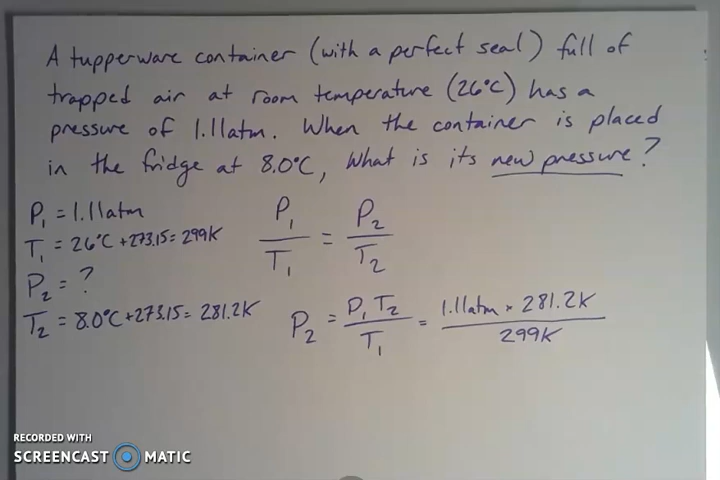 A tupperware container (with a perfect seal) full of
trapped air at room temperature (26°C) has a
pressure of 1.11atm. When the container is placed
in the fridge at 8.0°C, What is its new pressure?
P₁ = 1.11atm
T₁ = 26°C + 273.15 = 299K
P₂ = ?
T₂ = 8.0°C + 273.15 = 281.2K
P₁/T₁ = P₂/T₂
P₂ = P₁ T₂/T₁ = 1.11atm × 281.2K/299K
RECORDED WITH
SCREENCAST MATIC